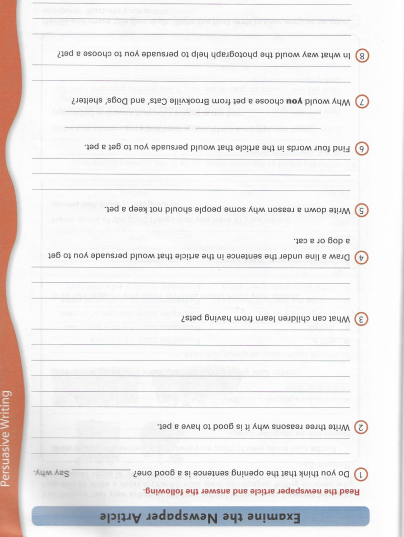 Persuasive Writing
Examine the Newspaper Article
Read the newspaper article and answer the following.
1 Do you think that the opening sentence is a good one? Say why.
2 Write three reasons why it is good to have a pet.
3 What can children learn from having pets?
4 Draw a line under the sentence in the article that would persuade you to get
a dog or a cat.
5 Write down a reason why some people should not keep a pet.
6 Find four words in the article that would persuade you to get a pet.
7 Why would you choose a pet from Brookville Cats' and Dogs' shelter?
8 In what way would the photograph help to persuade you to choose a pet?